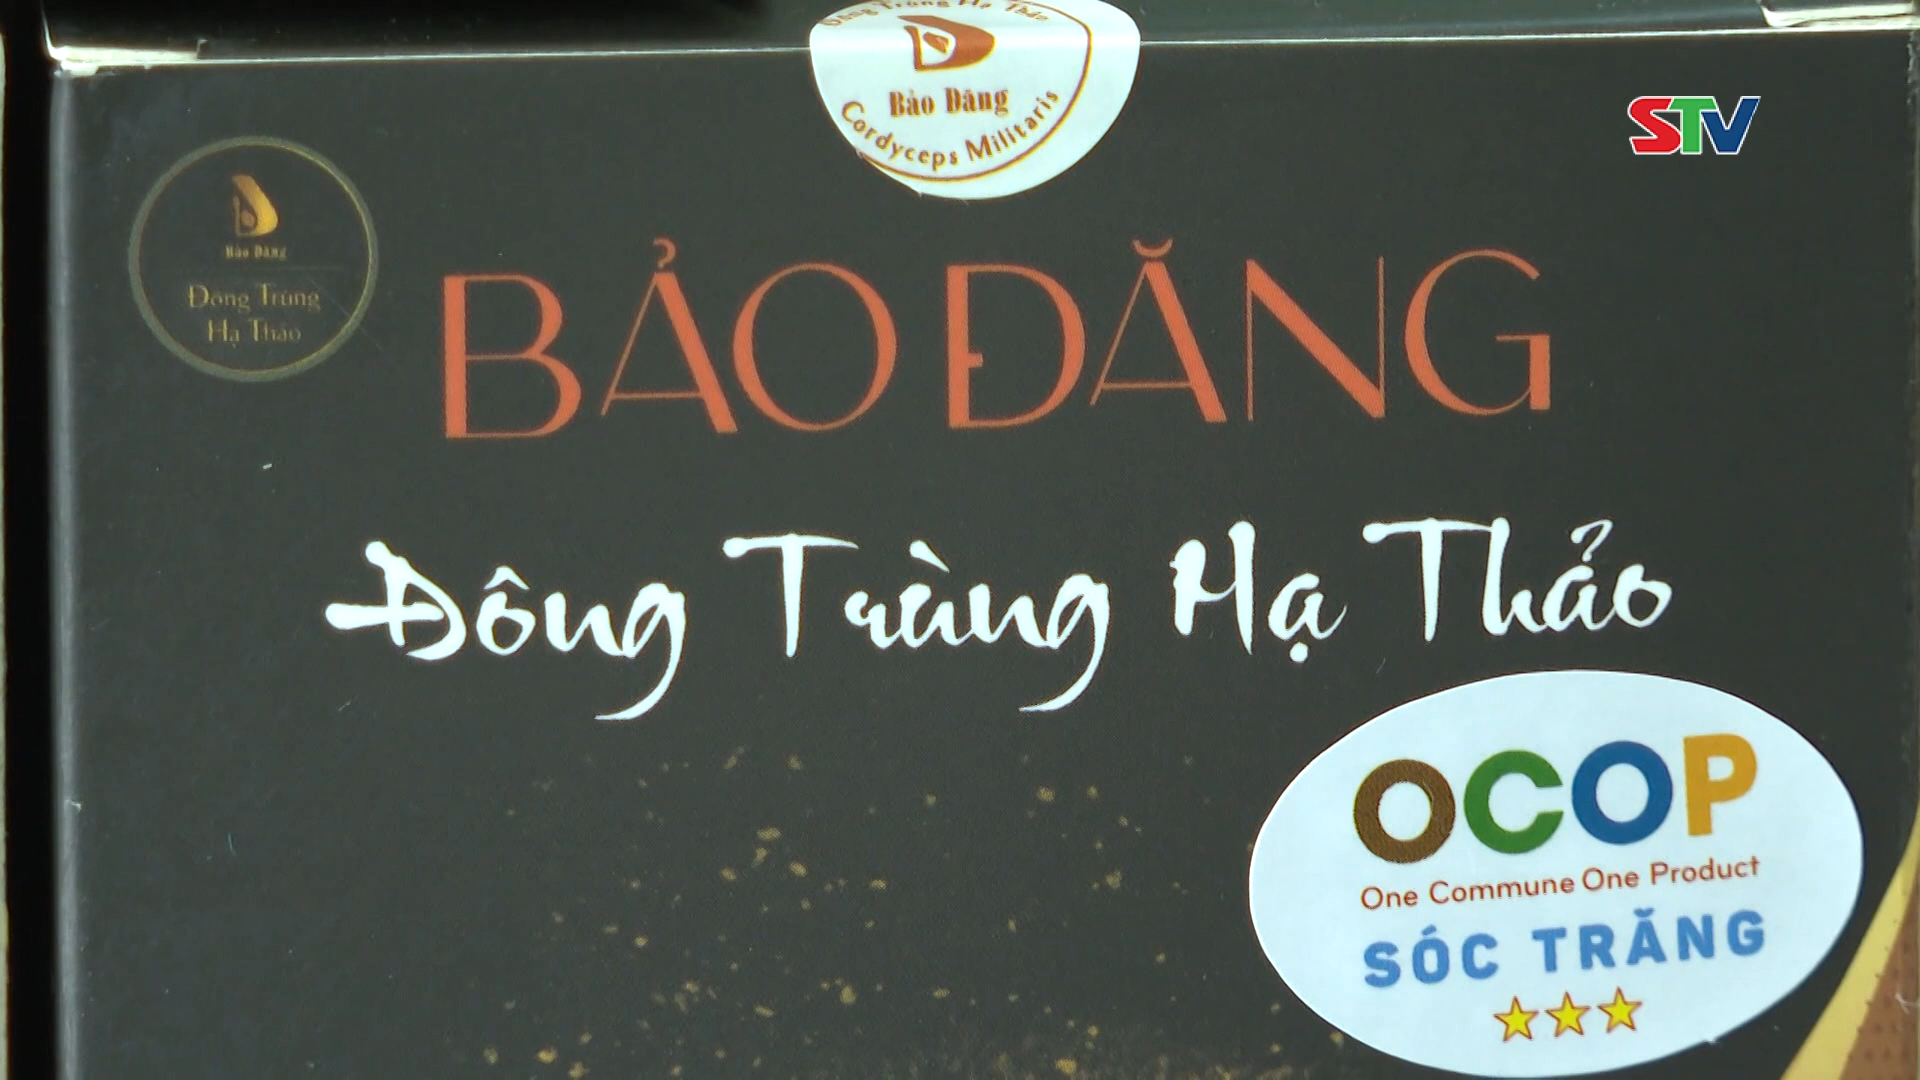 Đông Trùng Hạ Thảo
Bảo Đăng
Cordyceps Militaris
STV
Bảo Đăng
Đông Trùng
Hạ Thảo
BẢO ĐĂNG
Đông Trùng Hạ Thảo
OCOP
One Commune One Product
SÓC TRĂNG